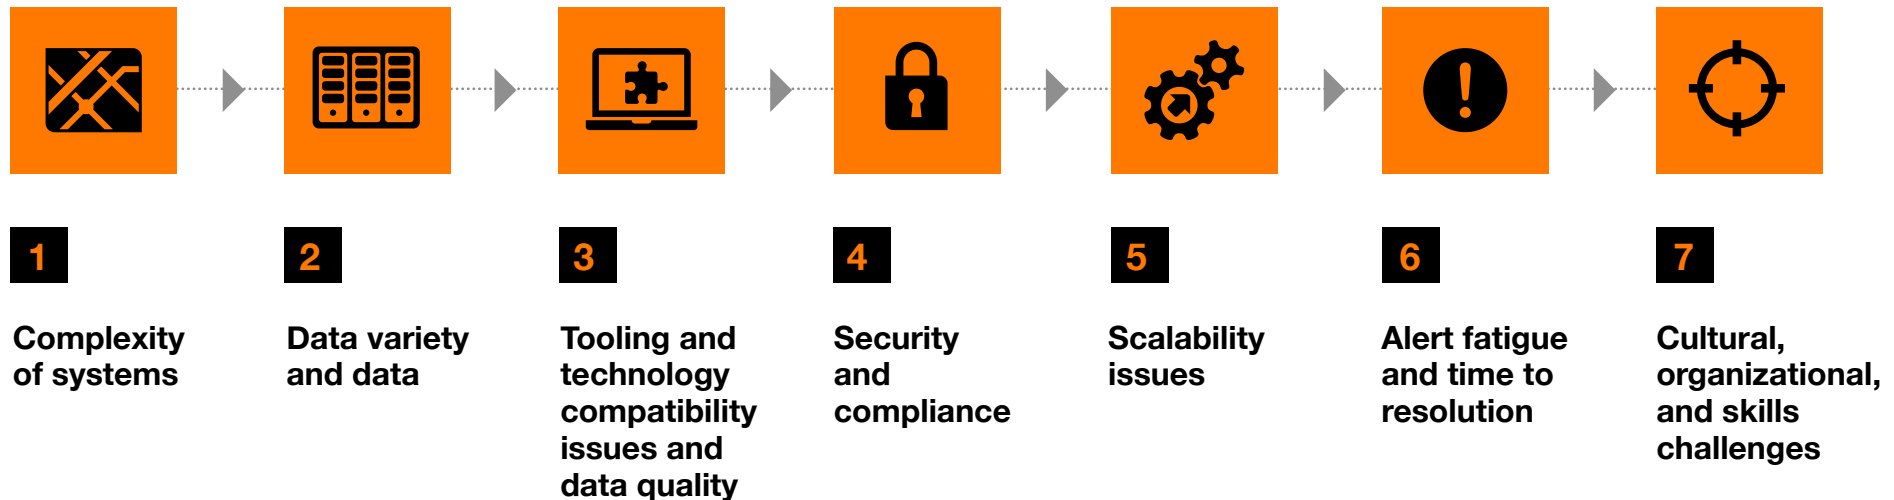 1
Complexity
of systems
2
Data variety
and data
3
Tooling and
technology
compatibility
issues and
data quality
4
Security
and
compliance
5
Scalability
issues
6
Alert fatigue
and time to
resolution
7
Cultural,
organizational,
and skills
challenges